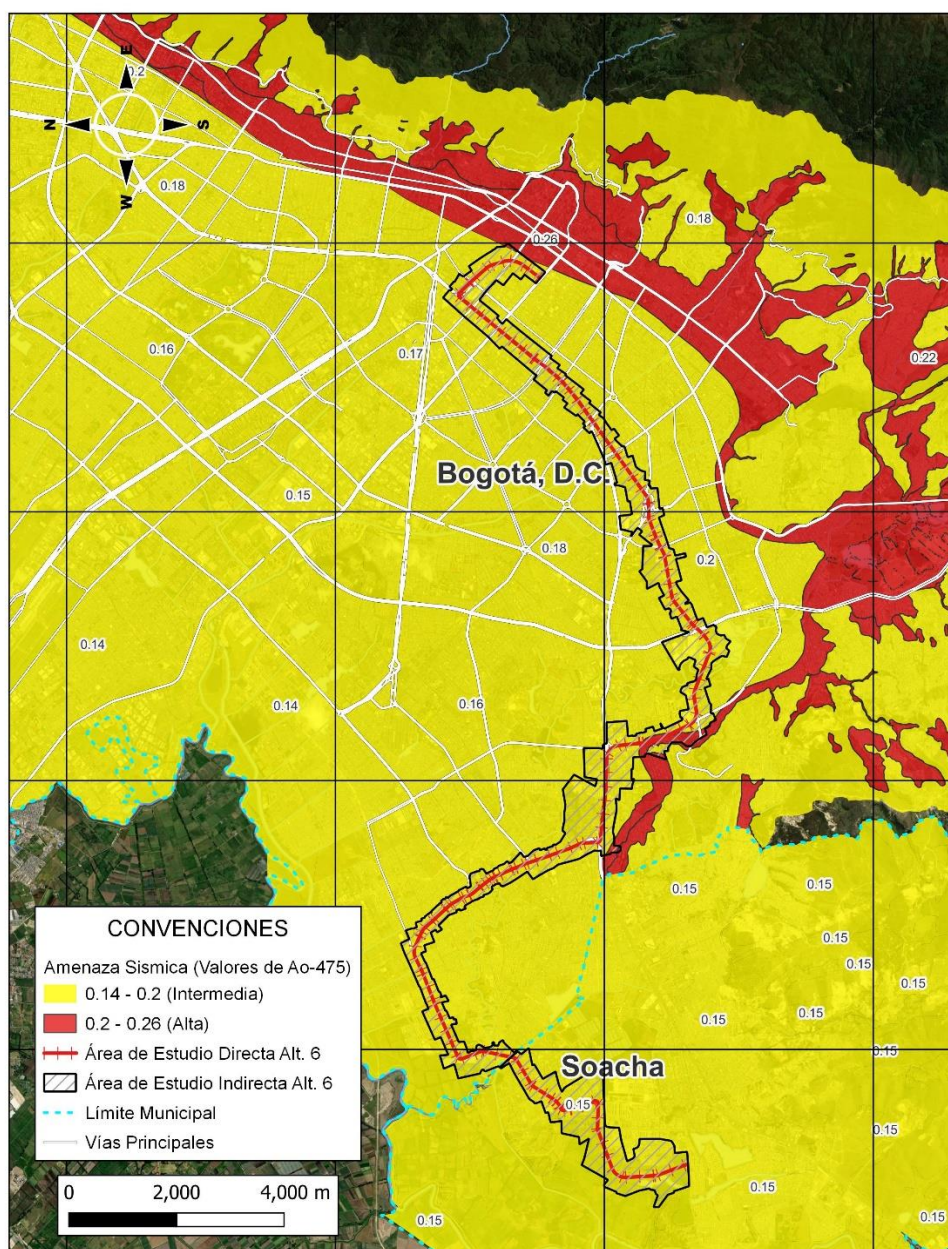 E
0.2
N
S
W
0.18
0.18
0.26
0.16
0.17
0.22
Bogotá, D.C.
0.15
0.18
0.2
0.14
0.14
0.16
0.15
0.15
0.15
0.15
0.15
0.15
0.15
0.15
Soacha
0.15
0.15
0.15
0.15
0.15
0.15
CONVENCIONES
Amenaza Sismica (Valores de Ao-475)
0.14 - 0.2 (Intermedia)
0.2 - 0.26 (Alta)
Área de Estudio Directa Alt. 6
Área de Estudio Indirecta Alt. 6
Límite Municipal
Vías Principales
0 2,000 4,000 m